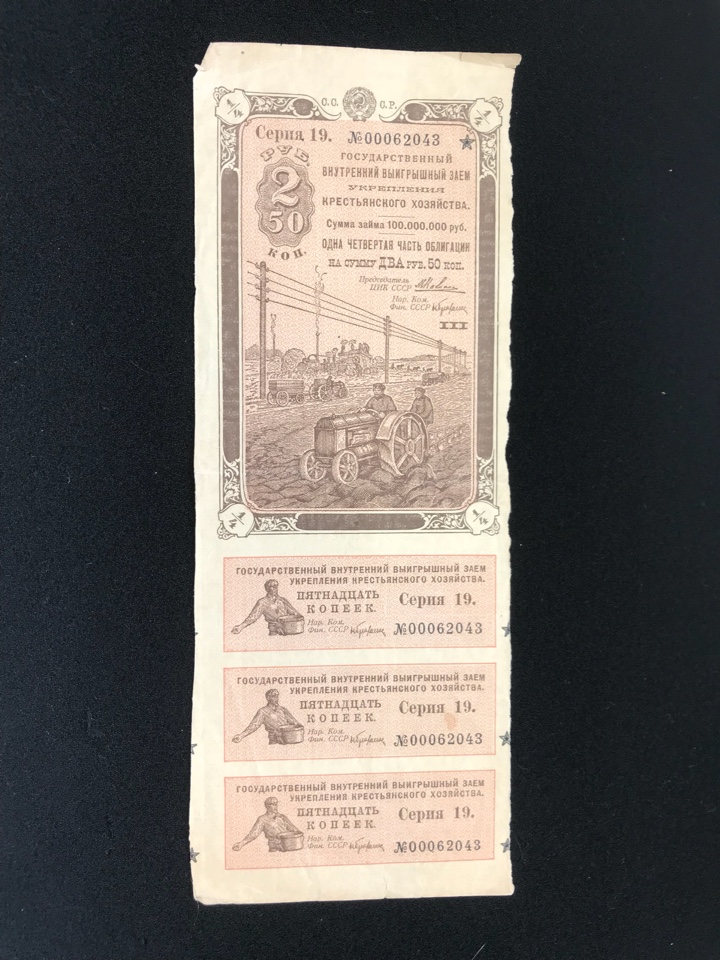 С.С. С.Р.
1/4 1/4
Серия 19. №00062043
РУБ.
2
50
КОП.
ГОСУДАРСТВЕННЫЙ
ВНУТРЕННИЙ ВЫИГРЫШНЫЙ ЗАЕМ
УКРЕПЛЕНИЯ
КРЕСТЬЯНСКОГО ХОЗЯЙСТВА.
Сумма займа 100.000.000 руб.
ОДНА ЧЕТВЕРТАЯ ЧАСТЬ ОБЛИГАЦИИ
НА СУММУ ДВА РУБ. 50 КОП.
Председатель
ЦИК СССР
Нар. Ком.
Фин. СССР
III
1/4 1/4
ГОСУДАРСТВЕННЫЙ ВНУТРЕННИЙ ВЫИГРЫШНЫЙ ЗАЕМ
УКРЕПЛЕНИЯ КРЕСТЬЯНСКОГО ХОЗЯЙСТВА.
ПЯТНАДЦАТЬ
КОПЕЕК.
Серия 19.
Нар. Ком.
Фин. СССР
№00062043
ГОСУДАРСТВЕННЫЙ ВНУТРЕННИЙ ВЫИГРЫШНЫЙ ЗАЕМ
УКРЕПЛЕНИЯ КРЕСТЬЯНСКОГО ХОЗЯЙСТВА.
ПЯТНАДЦАТЬ
КОПЕЕК.
Серия 19.
Нар. Ком.
Фин. СССР
№00062043
ГОСУДАРСТВЕННЫЙ ВНУТРЕННИЙ ВЫИГРЫШНЫЙ ЗАЕМ
УКРЕПЛЕНИЯ КРЕСТЬЯНСКОГО ХОЗЯЙСТВА.
ПЯТНАДЦАТЬ
КОПЕЕК.
Серия 19.
Нар. Ком.
Фин. СССР
№00062043